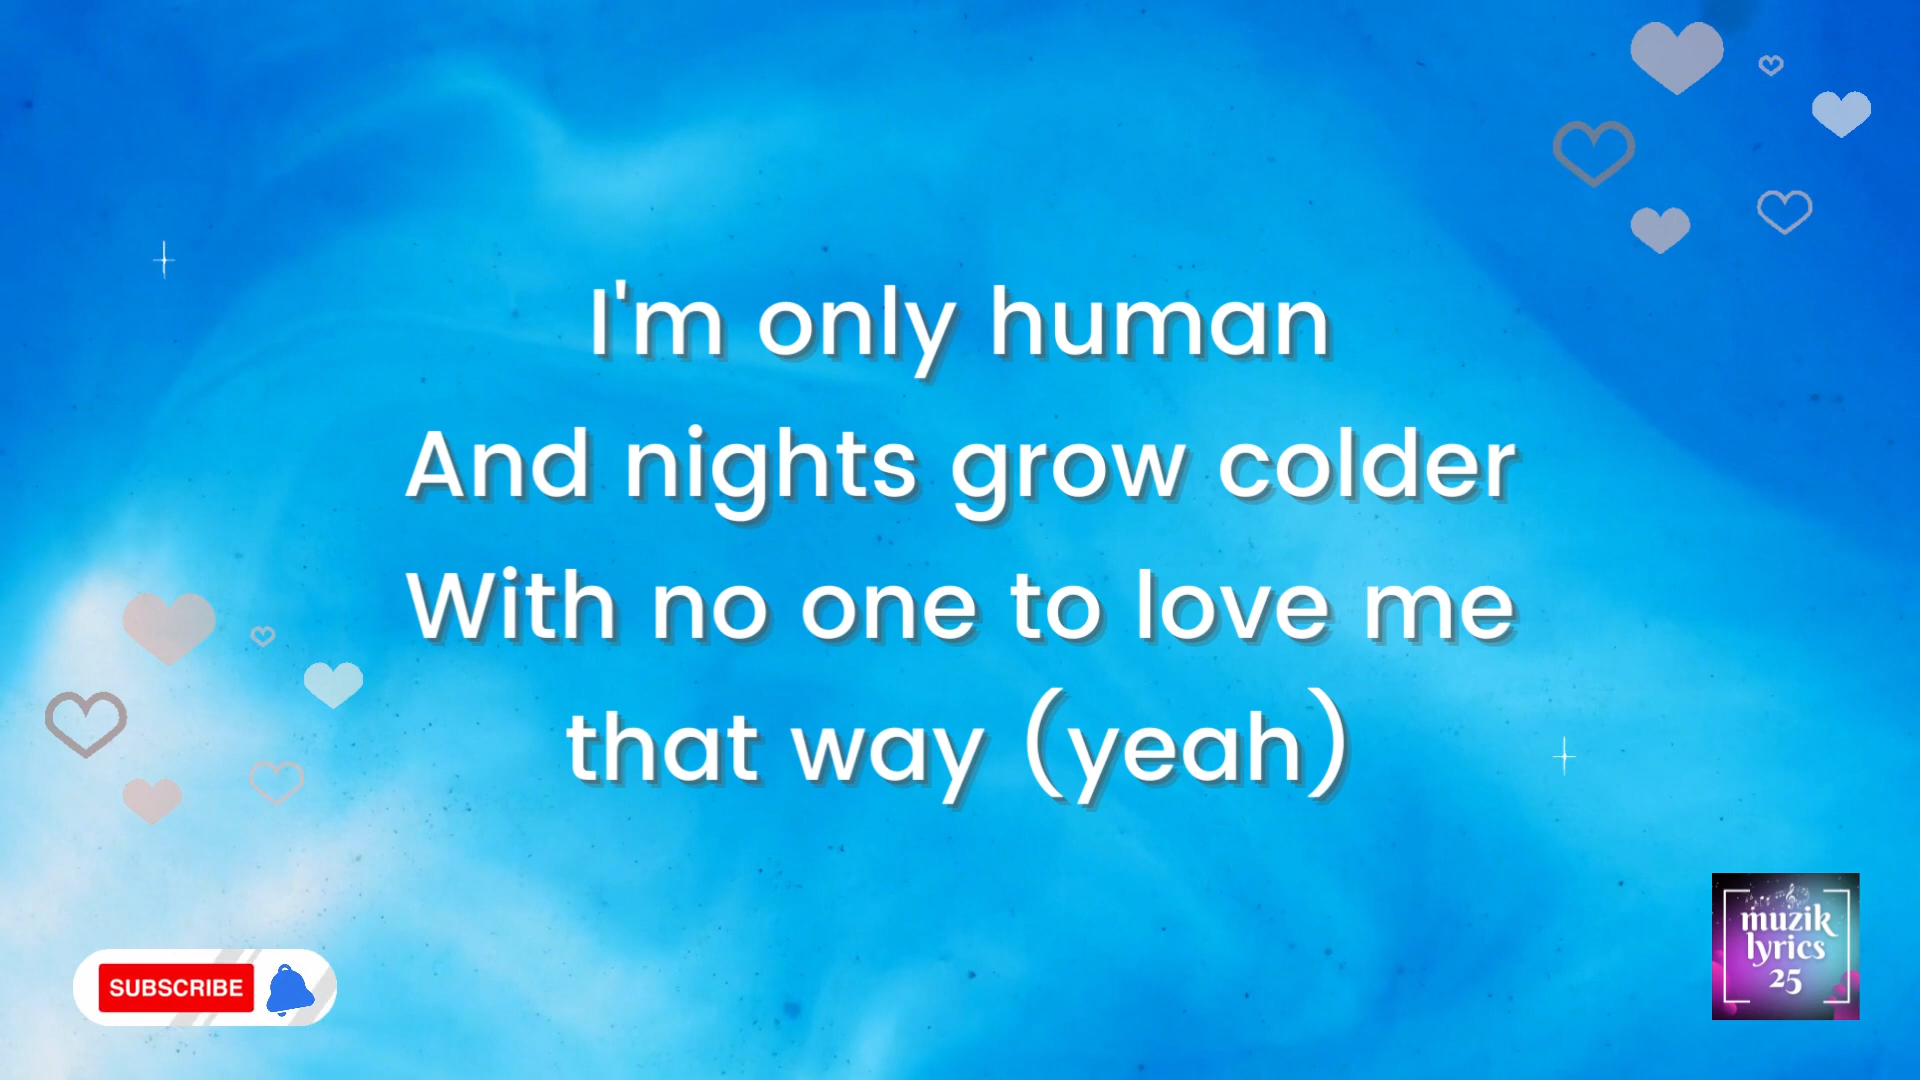 I'm only human
And nights grow colder
With no one to love me
that way (yeah)
SUBSCRIBE
muzik
lyrics
25